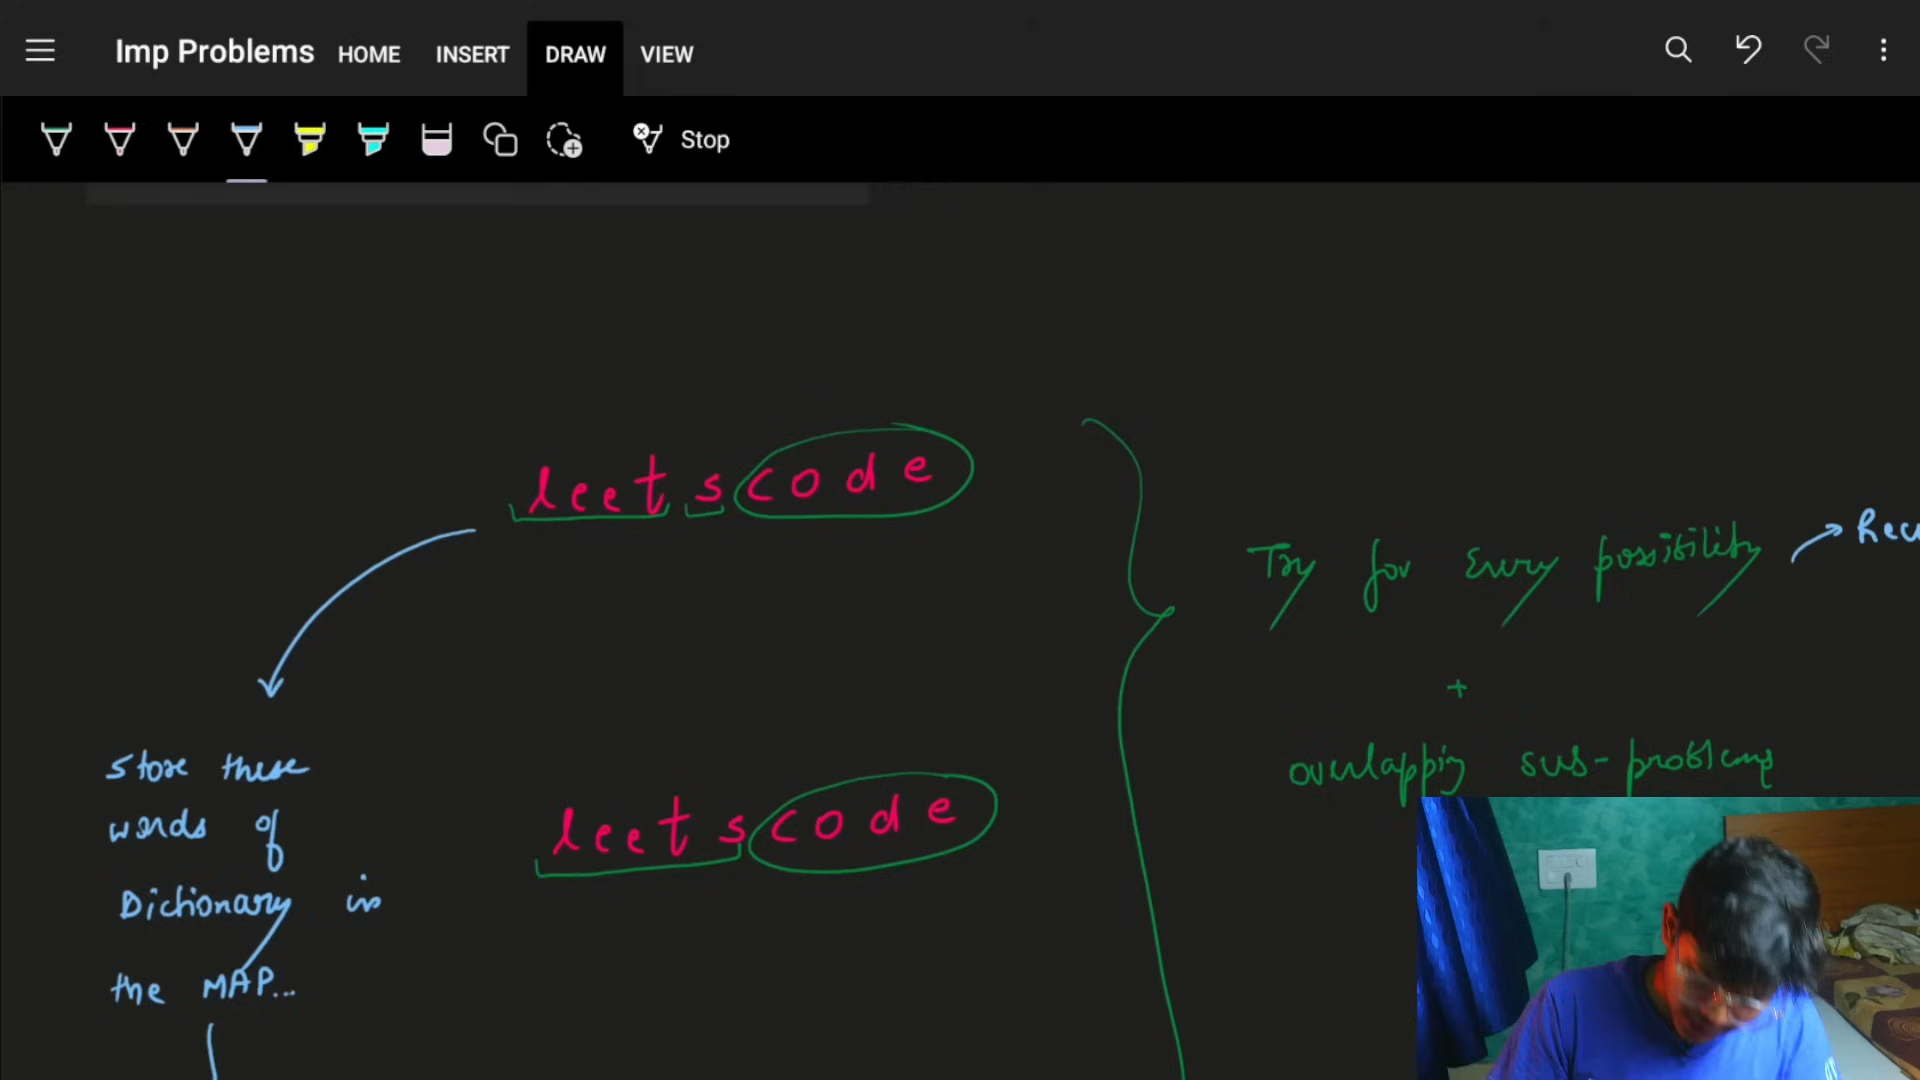 Imp Problems HOME INSERT DRAW VIEW
Stop
leetscode
Try for Every possibility
Recu
+
overlapping sub-problems
Store these
words of
Dictionary in
the MAP...
leetscode